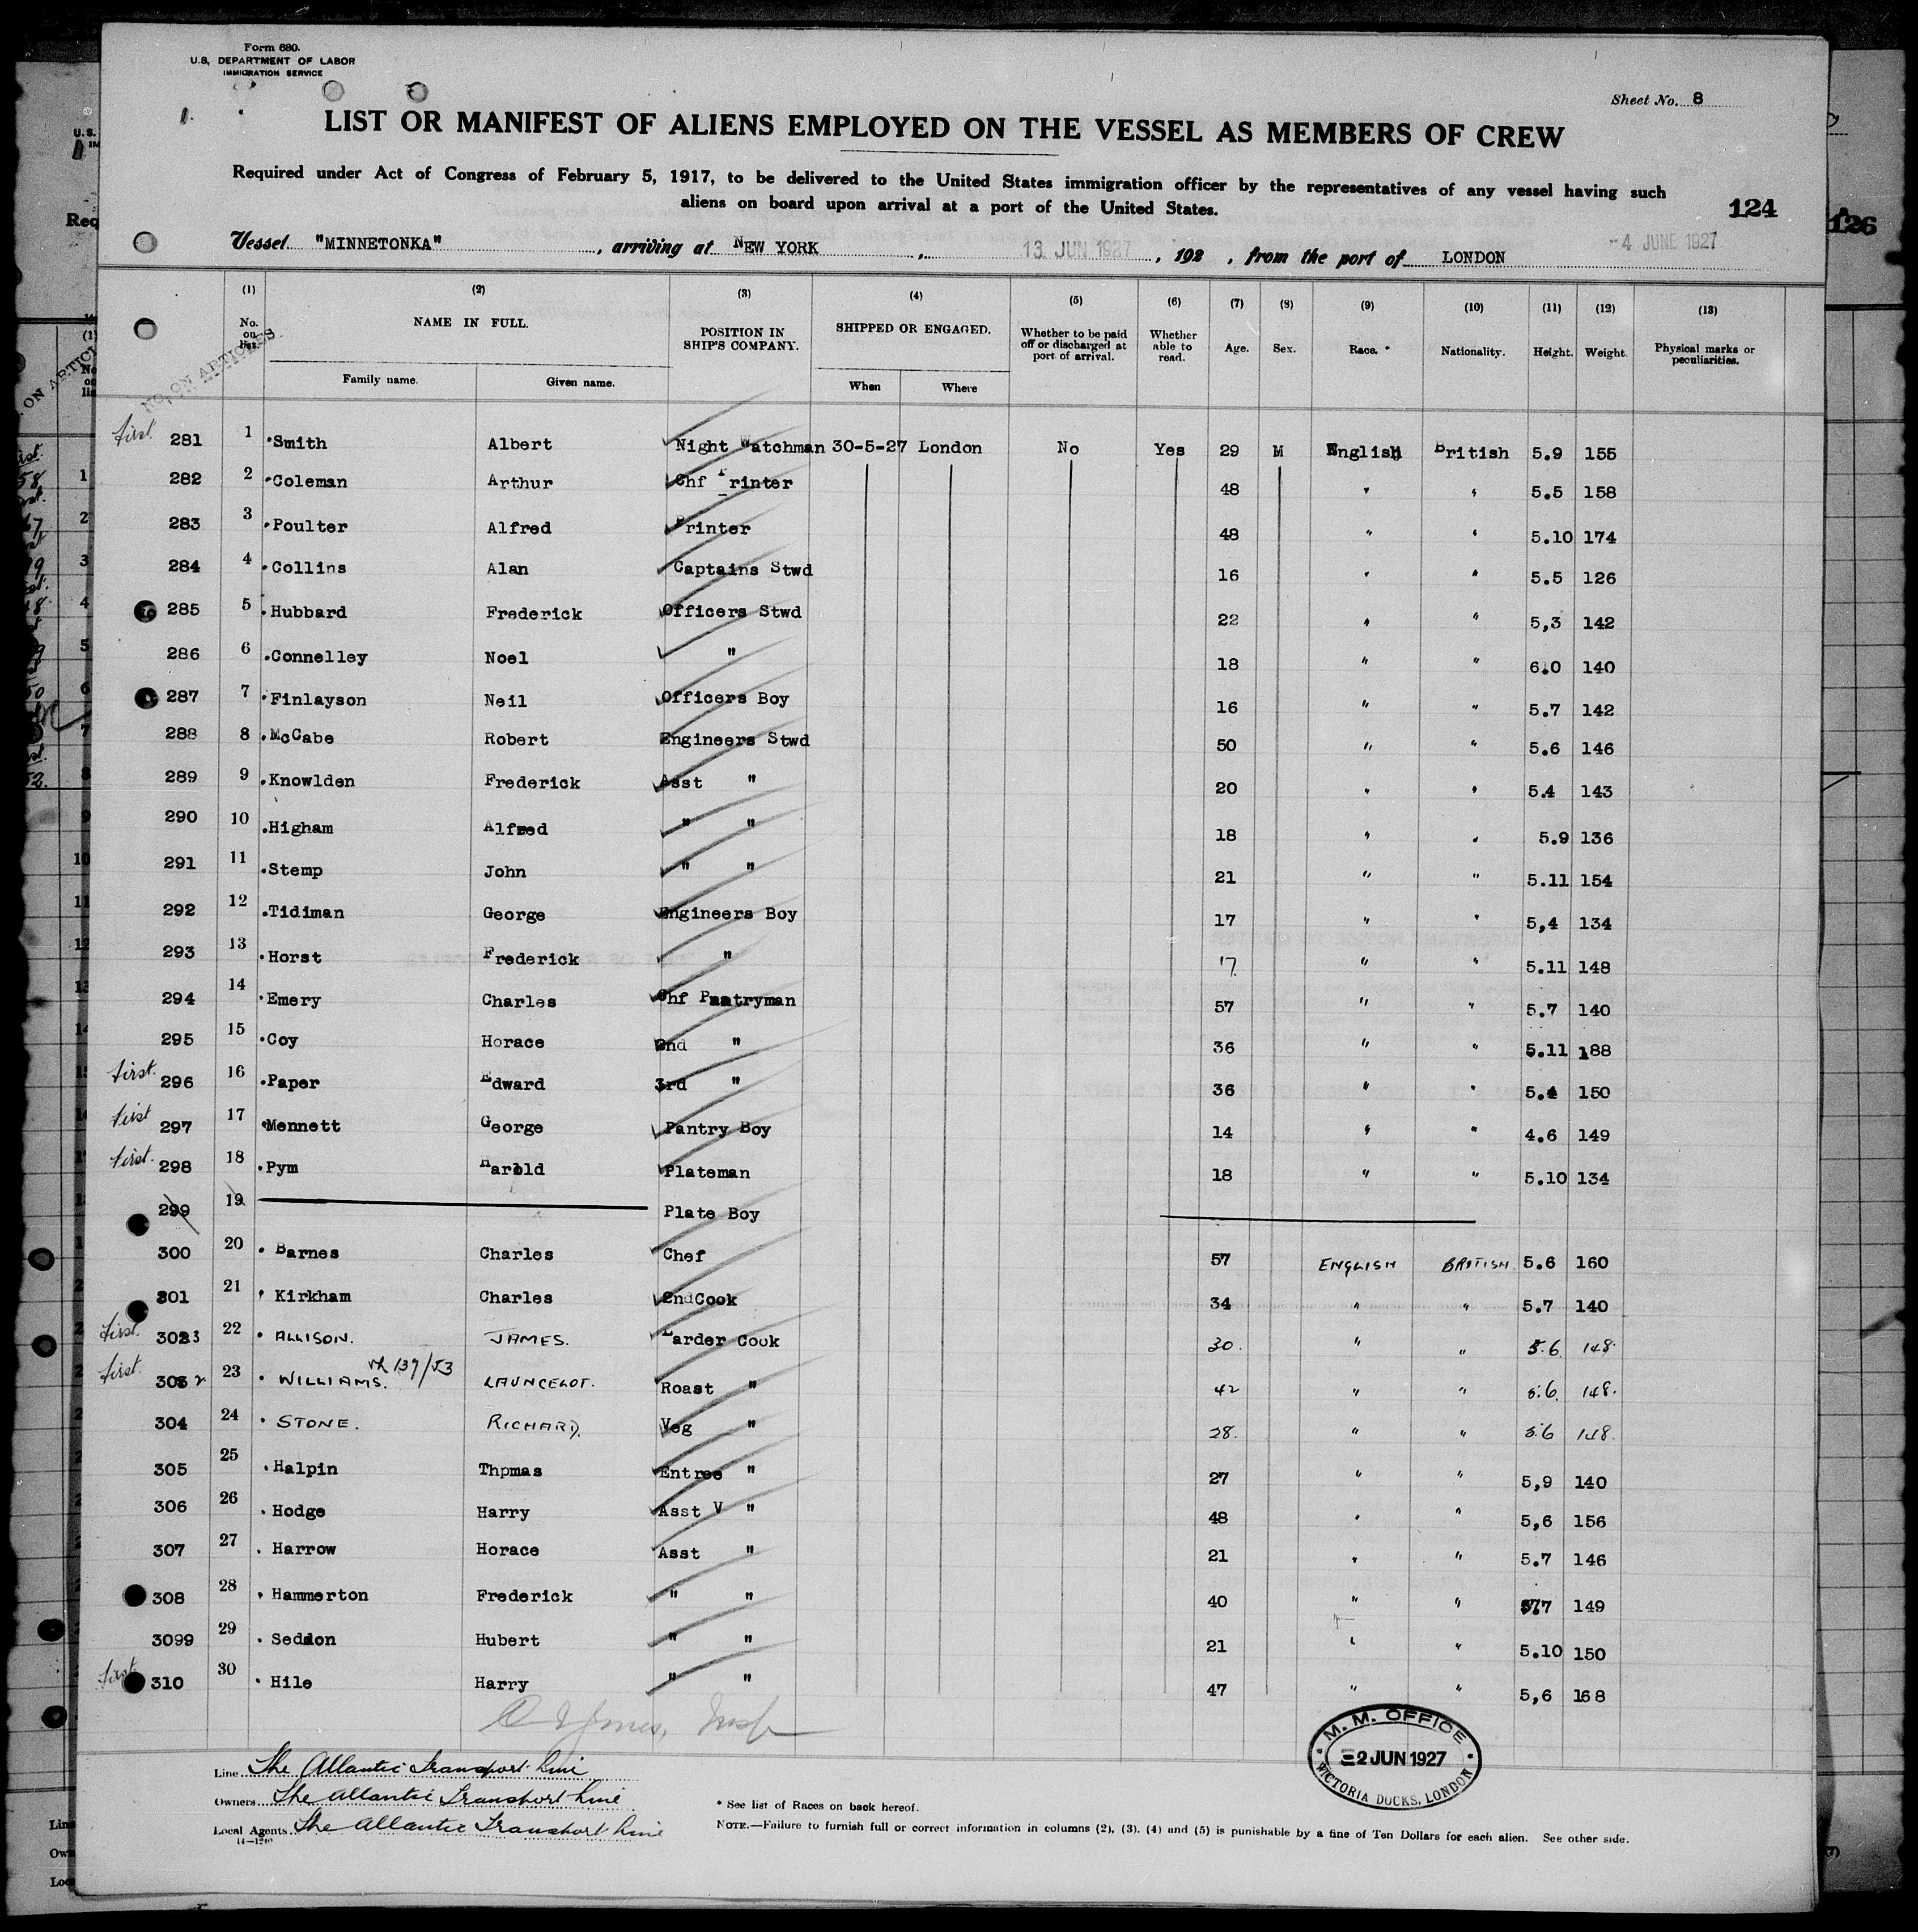 Form 680.
U.S. DEPARTMENT OF LABOR
IMMIGRATION SERVICE
Sheet No. 8
LIST OR MANIFEST OF ALIENS EMPLOYED ON THE VESSEL AS MEMBERS OF CREW
Required under Act of Congress of February 5, 1917, to be delivered to the United States immigration officer by the representatives of any vessel having such
aliens on board upon arrival at a port of the United States.
124
126
Vessel "MINNETONKA", arriving at NEW YORK, 13 JUN 1927, 192 , from the port of LONDON -4 JUNE 1927
(1) (2) (3) (4) (5) (6) (7) (8) (9) (10) (11) (12) (13)
No. on list. NAME IN FULL. POSITION IN SHIP'S COMPANY. SHIPPED OR ENGAGED. Whether to be paid off or discharged at port of arrival. Whether able to read. Age. Sex. Race.* Nationality. Height. Weight. Physical marks or peculiarities.
Family name. Given name. When Where
NO. ON ARTICLES.
first 281 1 Smith Albert Night Watchman 30-5-27 London No Yes 29 M English British 5.9 155
282 2 Coleman Arthur Chf Printer 48 " " 5.5 158
283 3 Poulter Alfred Printer 48 " " 5.10 174
284 4 Collins Alan Captains Stwd 16 " " 5.5 126
285 5 Hubbard Frederick Officers Stwd 22 " " 5,3 142
286 6 Connelley Noel " 18 " " 6.0 140
287 7 Finlayson Neil Officers Boy 16 " " 5.7 142
288 8 McCabe Robert Engineers Stwd 50 " " 5.6 146
289 9 Knowlden Frederick Asst " 20 " " 5.4 143
290 10 Higham Alfred " " 18 " " 5.9 136
291 11 Stemp John " " 21 " " 5.11 154
292 12 Tidiman George Engineers Boy 17 " " 5,4 134
293 13 Horst Frederick " 17 " " 5.11 148
294 14 Emery Charles Chf Pantryman 57 " " 5.7 140
295 15 Coy Horace 2nd " 36 " " 5.11 188
first. 296 16 Paper Edward 3rd " 36 " " 5.4 150
first 297 17 Mennett George Pantry Boy 14 " " 4.6 149
first. 298 18 Pym Harold Plateman 18 " " 5.10 134
299 19 Plate Boy
300 20 Barnes Charles Chef 57 ENGLISH BRITISH 5.6 160
301 21 Kirkham Charles 2ndCook 34 " " 5.7 140
first. 3023 22 ALLISON. JAMES. Larder Cook 30. " " 5.6 148.
first. 303 2 23 WILLIAMS. 139/53 LAUNCELOT. Roast " 42 " " 5.6. 148.
304 24 STONE. RICHARD. Veg " 28. " " 5.6 148.
305 25 Halpin Thpmas Entree " 27 " " 5,9 140
306 26 Hodge Harry Asst V " 48 " " 5,6 156
307 27 Harrow Horace Asst " 21 " " 5.7 146
308 28 Hammerton Frederick " " 40 " " 5.7 149
3099 29 Seddon Hubert " " 21 " " 5.10 150
first 310 30 Hile Harry " " 47 " " 5,6 168
M. M. OFFICE
2 JUN 1927
VICTORIA DOCKS, LONDON
Line The Atlantic Transport Line
Owners The Atlantic Transport Line
Local Agents The Atlantic Transport Line
* See list of Races on back hereof.
NOTE.—Failure to furnish full or correct information in columns (2), (3), (4) and (5) is punishable by a fine of Ten Dollars for each alien. See other side.